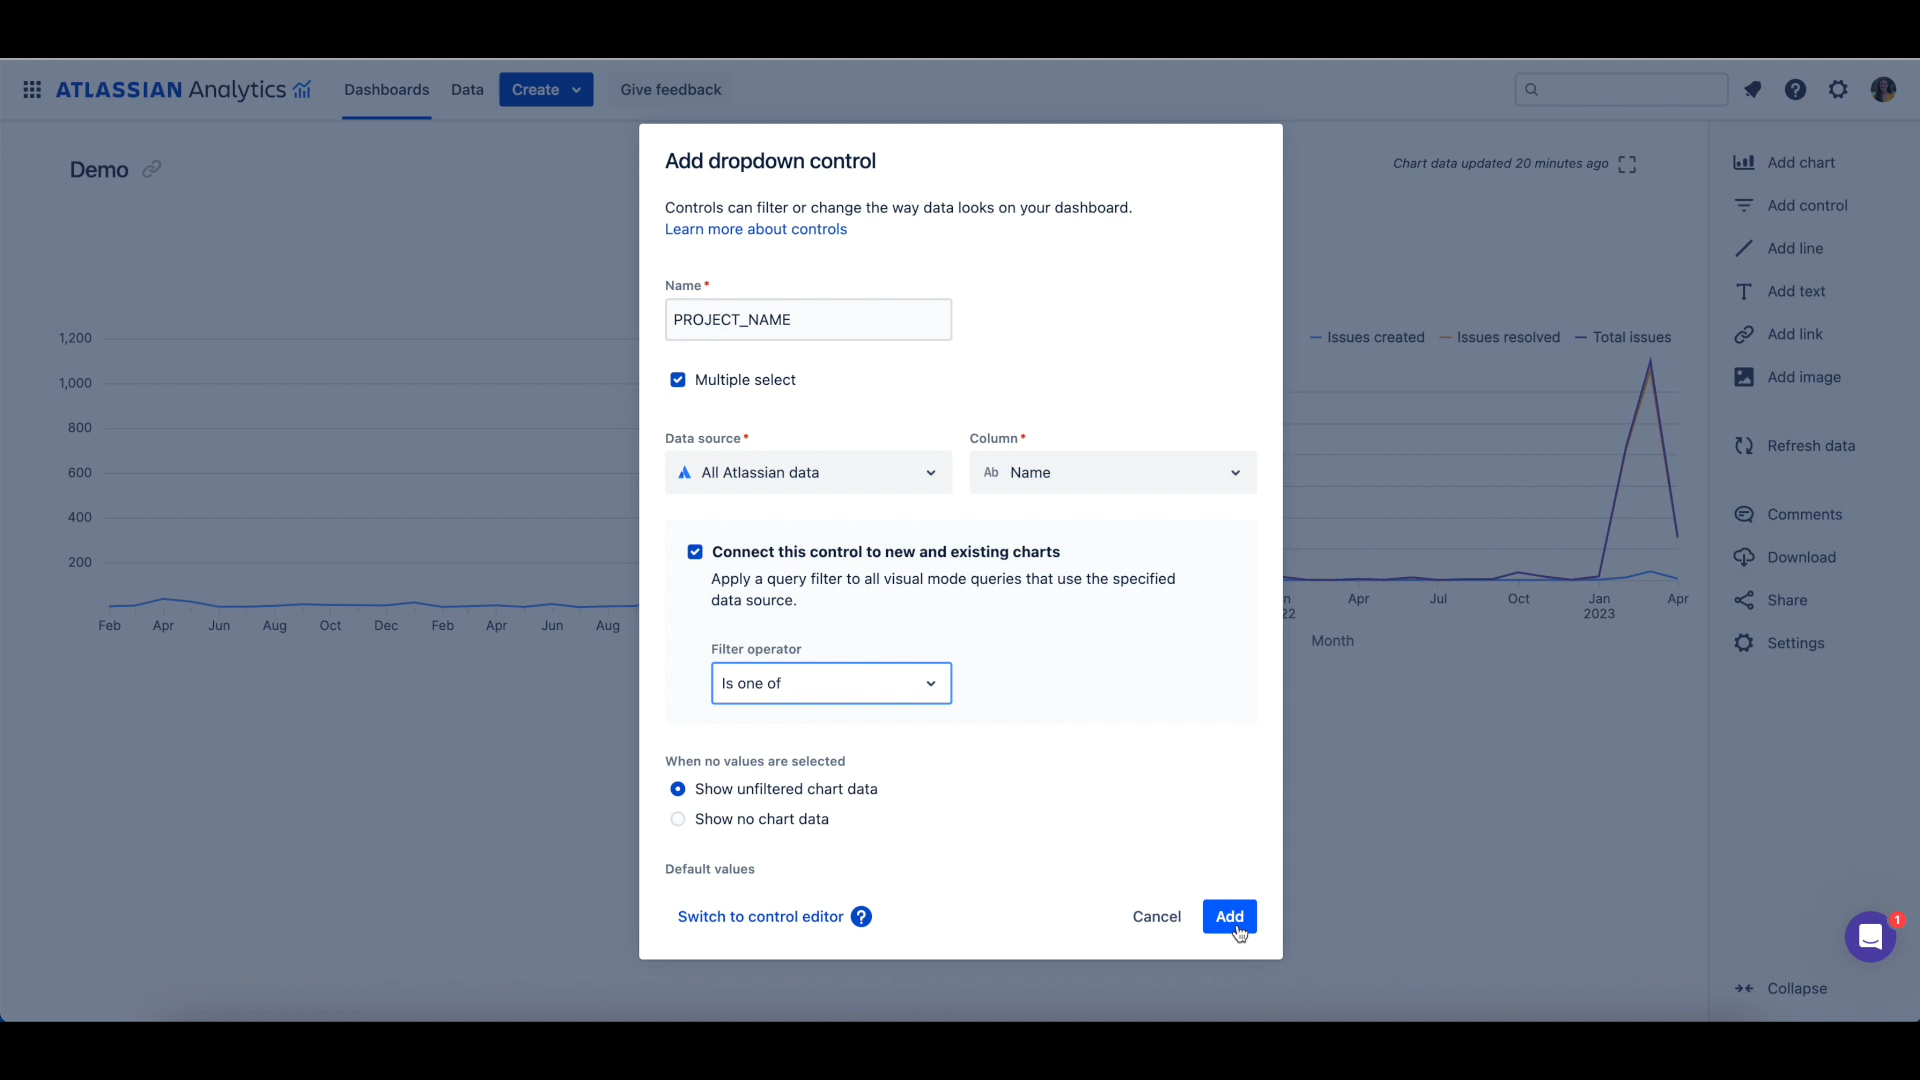 ATLASSIAN Analytics
Dashboards
Data
Create
Give feedback
Demo
Chart data updated 20 minutes ago
1,200
1,000
800
600
400
200
Feb Apr Jun Aug Oct Dec Feb Apr Jun Aug
Add dropdown control
Controls can filter or change the way data looks on your dashboard.
Learn more about controls
Name*
PROJECT_NAME
Multiple select
Data source*
All Atlassian data
Column*
Ab Name
Connect this control to new and existing charts
Apply a query filter to all visual mode queries that use the specified
data source.
Filter operator
Is one of
When no values are selected
Show unfiltered chart data
Show no chart data
Default values
Switch to control editor ?
Cancel
Add
Issues created Issues resolved Total issues
Apr Jul Oct Jan Apr
2023
Month
Add chart
Add control
Add line
Add text
Add link
Add image
Refresh data
Comments
Download
Share
Settings
1
Collapse